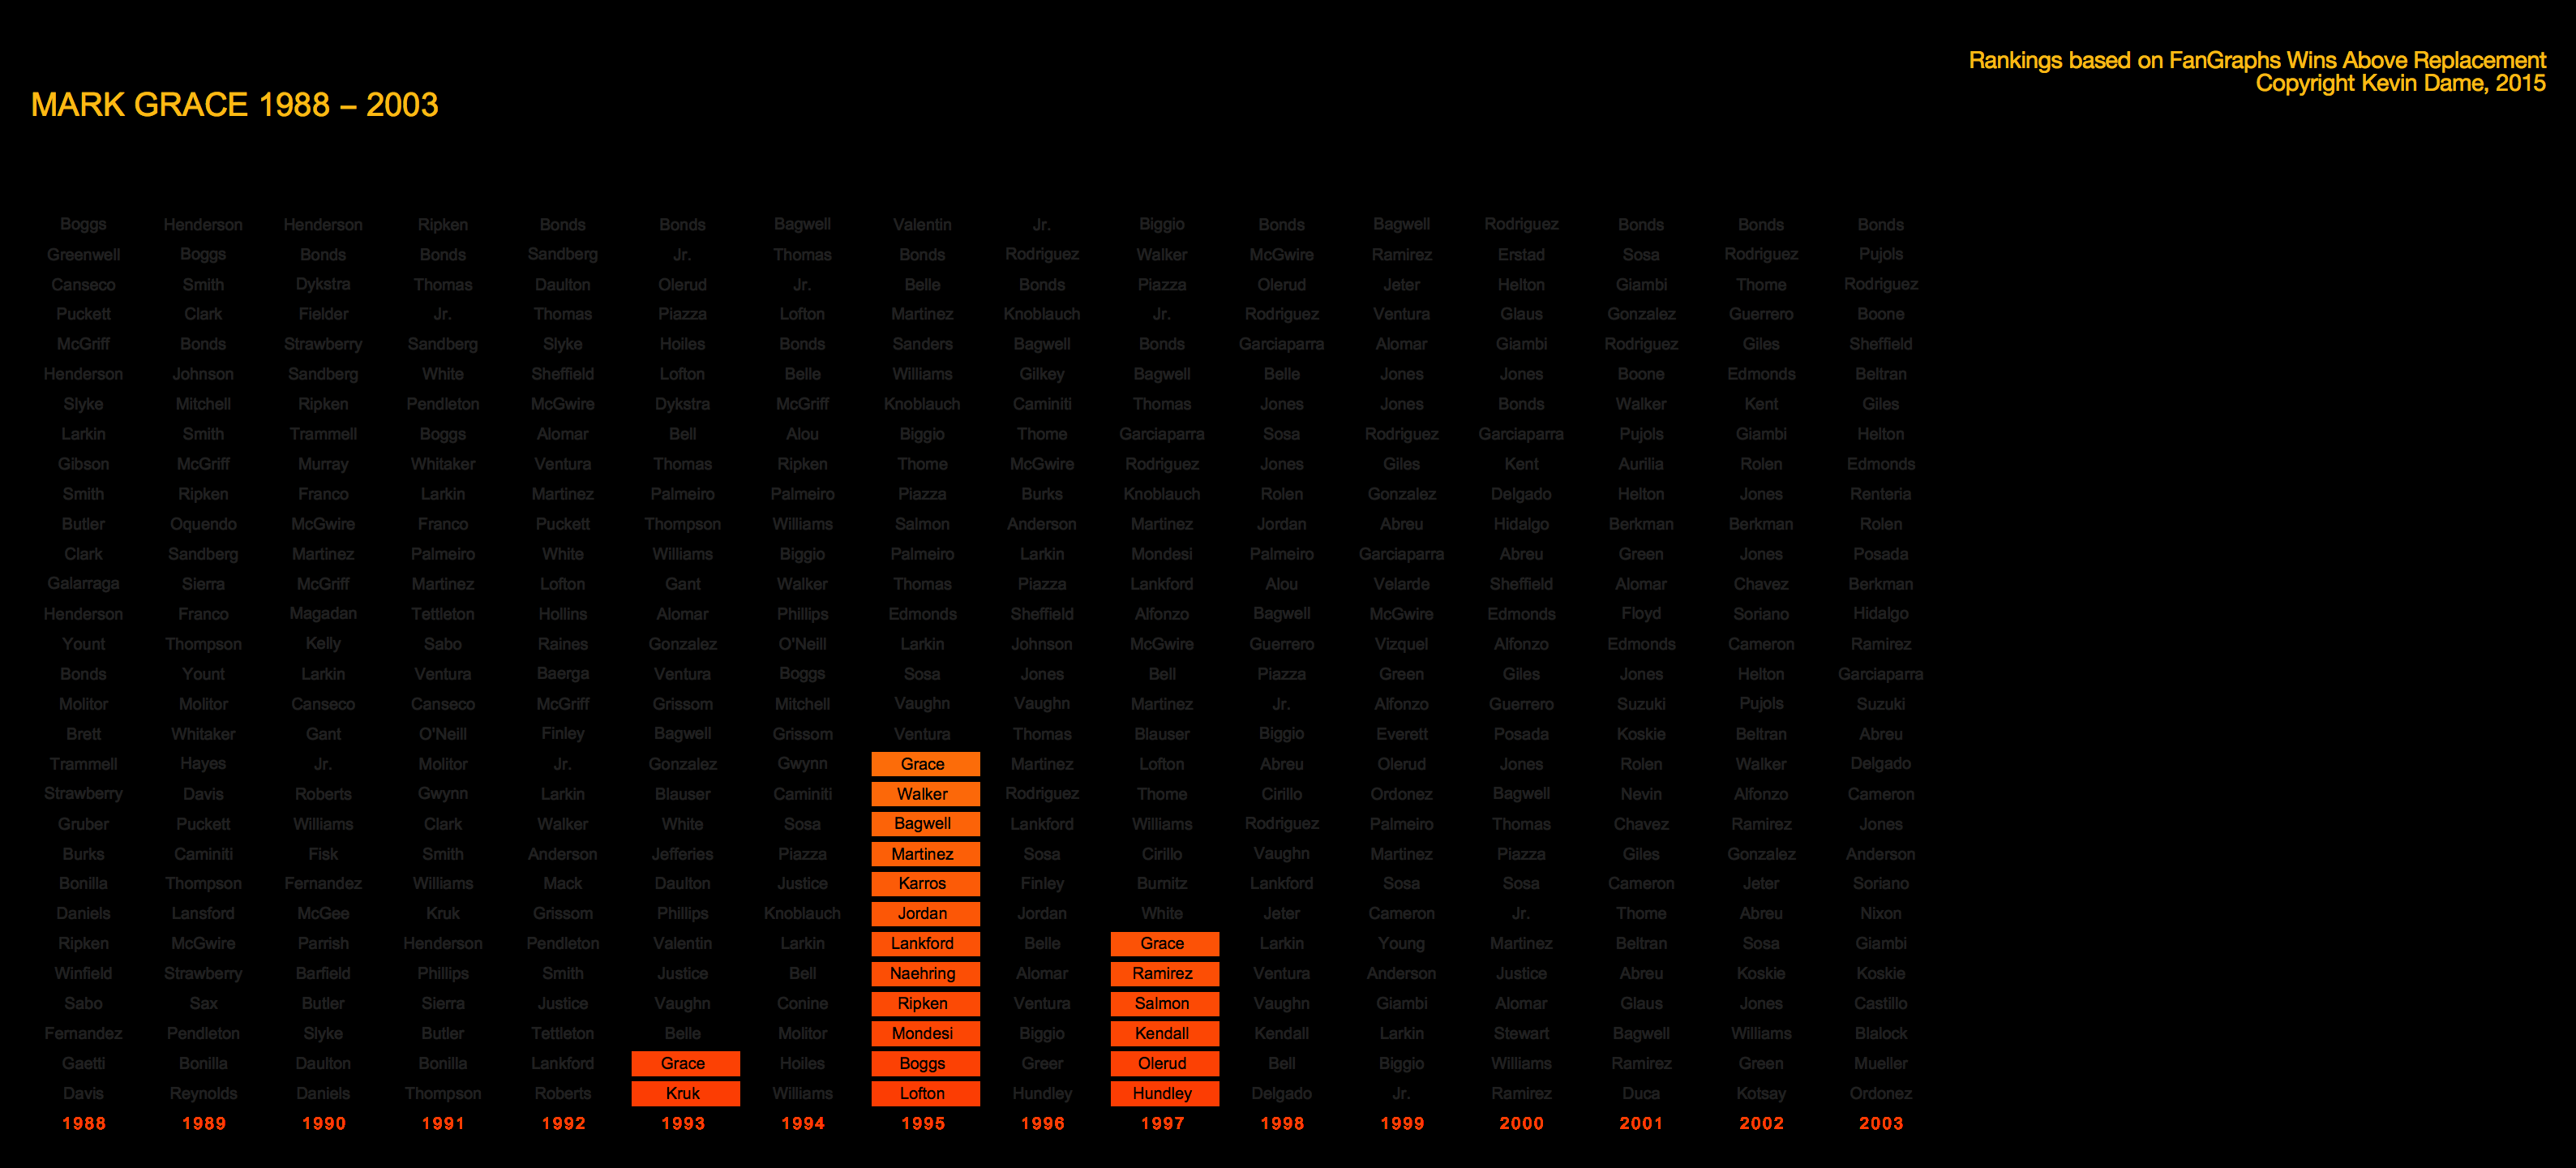 Rankings based on FanGraphs Wins Above Replacement
Copyright Kevin Dame, 2015
MARK GRACE 1988 – 2003
Boggs Henderson Henderson Ripken Bonds Bonds Bagwell Valentin Jr. Biggio Bonds Bagwell Rodriguez Bonds Bonds Bonds
Greenwell Boggs Bonds Bonds Sandberg Jr. Thomas Bonds Rodriguez Walker McGwire Ramirez Erstad Sosa Rodriguez Pujols
Canseco Smith Dykstra Thomas Daulton Olerud Jr. Belle Bonds Piazza Olerud Jeter Helton Giambi Thome Rodriguez
Puckett Clark Fielder Jr. Thomas Piazza Lofton Martinez Knoblauch Jr. Rodriguez Ventura Glaus Gonzalez Guerrero Boone
McGriff Bonds Strawberry Sandberg Slyke Hoiles Bonds Sanders Bagwell Bonds Garciaparra Alomar Giambi Rodriguez Giles Sheffield
Henderson Johnson Sandberg White Sheffield Lofton Belle Williams Gilkey Bagwell Belle Jones Jones Boone Edmonds Beltran
Slyke Mitchell Ripken Pendleton McGwire Dykstra McGriff Knoblauch Caminiti Thomas Jones Jones Bonds Walker Kent Giles
Larkin Smith Trammell Boggs Alomar Bell Alou Biggio Thome Garciaparra Sosa Rodriguez Garciaparra Pujols Giambi Helton
Gibson McGriff Murray Whitaker Ventura Thomas Ripken Thome McGwire Rodriguez Jones Giles Kent Aurilia Rolen Edmonds
Smith Ripken Franco Larkin Martinez Palmeiro Palmeiro Piazza Burks Knoblauch Rolen Gonzalez Delgado Helton Jones Renteria
Butler Oquendo McGwire Franco Puckett Thompson Williams Salmon Anderson Martinez Jordan Abreu Hidalgo Berkman Berkman Rolen
Clark Sandberg Martinez Palmeiro White Williams Biggio Palmeiro Larkin Mondesi Palmeiro Garciaparra Abreu Green Jones Posada
Galarraga Sierra McGriff Martinez Lofton Gant Walker Thomas Piazza Lankford Alou Velarde Sheffield Alomar Chavez Berkman
Henderson Franco Magadan Tettleton Hollins Alomar Phillips Edmonds Sheffield Alfonzo Bagwell McGwire Edmonds Floyd Soriano Hidalgo
Yount Thompson Kelly Sabo Raines Gonzalez O'Neill Larkin Johnson McGwire Guerrero Vizquel Alfonzo Edmonds Cameron Ramirez
Bonds Yount Larkin Ventura Baerga Ventura Boggs Sosa Jones Bell Piazza Green Giles Jones Helton Garciaparra
Molitor Molitor Canseco Canseco McGriff Grissom Mitchell Vaughn Vaughn Martinez Jr. Alfonzo Guerrero Suzuki Pujols Suzuki
Brett Whitaker Gant O'Neill Finley Bagwell Grissom Ventura Thomas Blauser Biggio Everett Posada Koskie Beltran Abreu
Trammell Hayes Jr. Molitor Jr. Gonzalez Gwynn Grace Martinez Lofton Abreu Olerud Jones Rolen Walker Delgado
Strawberry Davis Roberts Gwynn Larkin Blauser Caminiti Walker Rodriguez Thome Cirillo Ordonez Bagwell Nevin Alfonzo Cameron
Gruber Puckett Williams Clark Walker White Sosa Bagwell Lankford Williams Rodriguez Palmeiro Thomas Chavez Ramirez Jones
Burks Caminiti Fisk Smith Anderson Jefferies Piazza Martinez Sosa Cirillo Vaughn Martinez Piazza Giles Gonzalez Anderson
Bonilla Thompson Fernandez Williams Mack Daulton Justice Karros Finley Burnitz Lankford Sosa Sosa Cameron Jeter Soriano
Daniels Lansford McGee Kruk Grissom Phillips Knoblauch Jordan Jordan White Jeter Cameron Jr. Thome Abreu Nixon
Ripken McGwire Parrish Henderson Pendleton Valentin Larkin Lankford Belle Grace Larkin Young Martinez Beltran Sosa Giambi
Winfield Strawberry Barfield Phillips Smith Justice Bell Naehring Alomar Ramirez Ventura Anderson Justice Abreu Koskie Koskie
Sabo Sax Butler Sierra Justice Vaughn Conine Ripken Ventura Salmon Vaughn Giambi Alomar Glaus Jones Castillo
Fernandez Pendleton Slyke Butler Tettleton Belle Molitor Mondesi Biggio Kendall Kendall Larkin Stewart Bagwell Williams Blalock
Gaetti Bonilla Daulton Bonilla Lankford Grace Hoiles Boggs Greer Olerud Bell Biggio Williams Ramirez Green Mueller
Davis Reynolds Daniels Thompson Roberts Kruk Williams Lofton Hundley Hundley Delgado Jr. Ramirez Duca Kotsay Ordonez
1988 1989 1990 1991 1992 1993 1994 1995 1996 1997 1998 1999 2000 2001 2002 2003